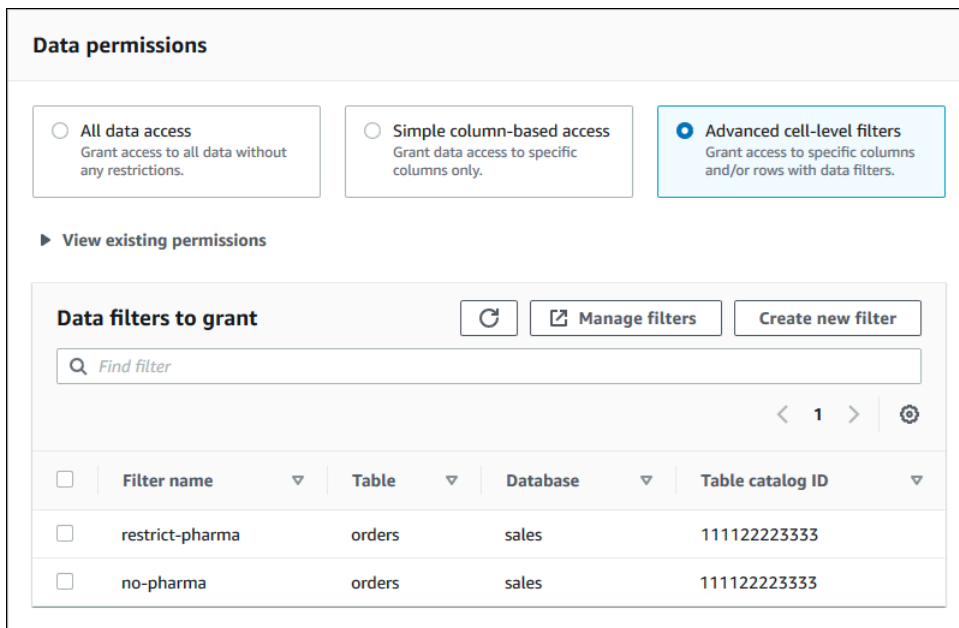 Data permissions
All data access
Grant access to all data without
any restrictions.
Simple column-based access
Grant data access to specific
columns only.
Advanced cell-level filters
Grant access to specific columns
and/or rows with data filters.
View existing permissions
Data filters to grant
Manage filters
Create new filter
Find filter
1
Filter name Table Database Table catalog ID
restrict-pharma orders sales 111122223333
no-pharma orders sales 111122223333